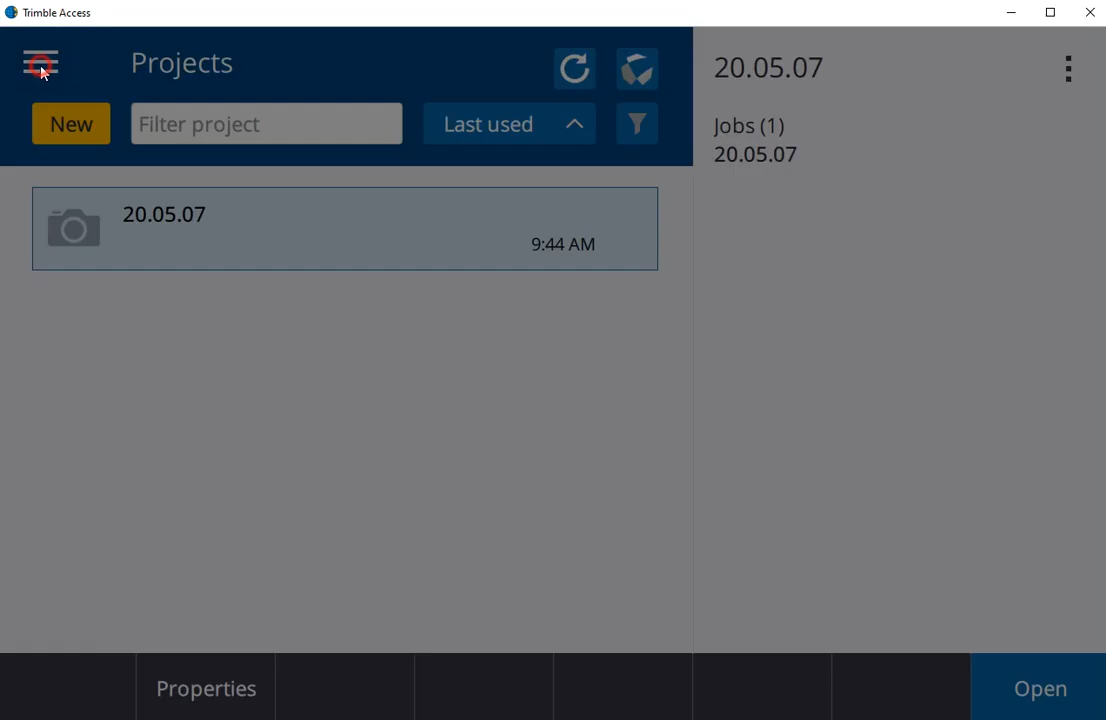 Trimble Access
Projects
New
Filter project
Last used
20.05.07
9:44 AM
20.05.07
Jobs (1)
20.05.07
Properties
Open